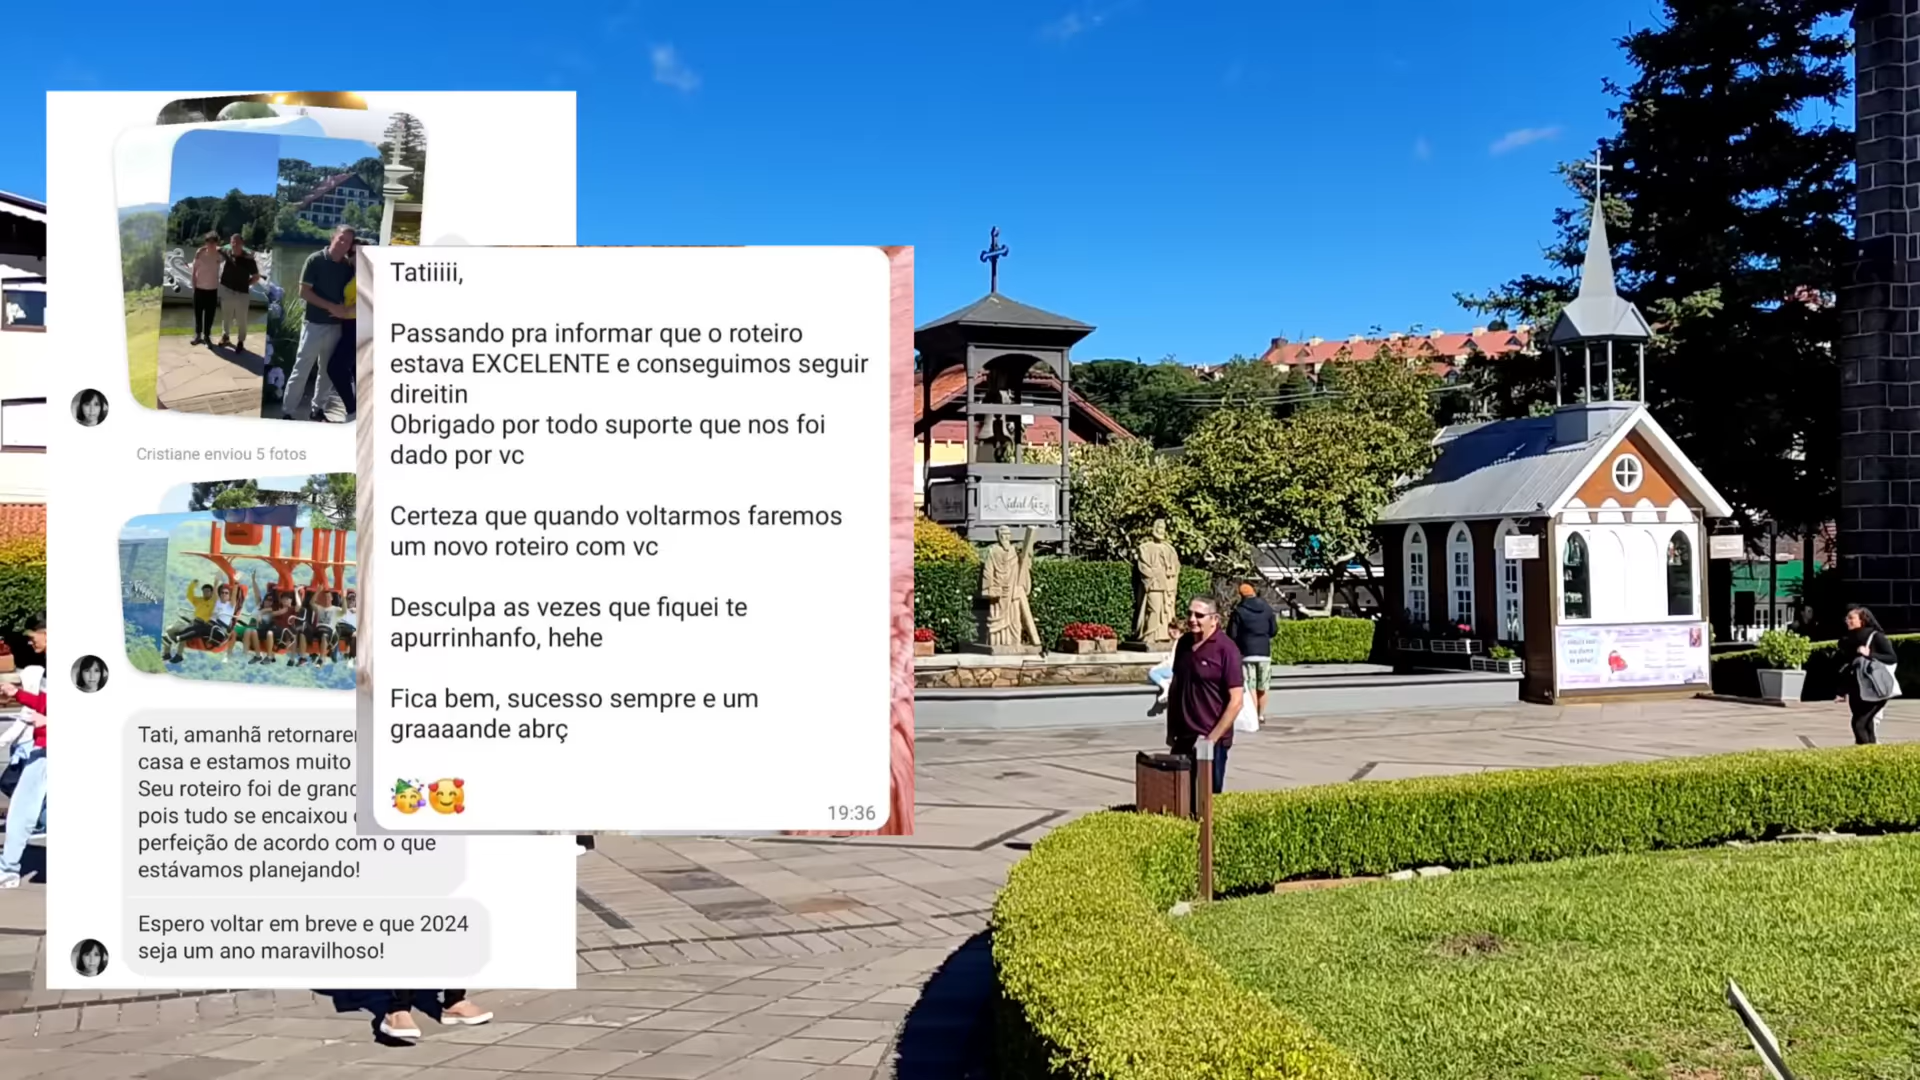 Cristiane enviou 5 fotos
Tati, amanhã
casa e estamos muito
Seu roteiro foi de
pois tudo se encaixou
perfeição de acordo com o que
estávamos planejando!
Espero voltar em breve e que 2024
seja um ano maravilhoso!
Tatiiiii,
Passando pra informar que o roteiro
estava EXCELENTE e conseguimos seguir
direitin
Obrigado por todo suporte que nos foi
dado por vc
Certeza que quando voltarmos faremos
um novo roteiro com vc
Desculpa as vezes que fiquei te
apurrinhanfo, hehe
Fica bem, sucesso sempre e um
graaaande abrç
19:36
Natal Luz